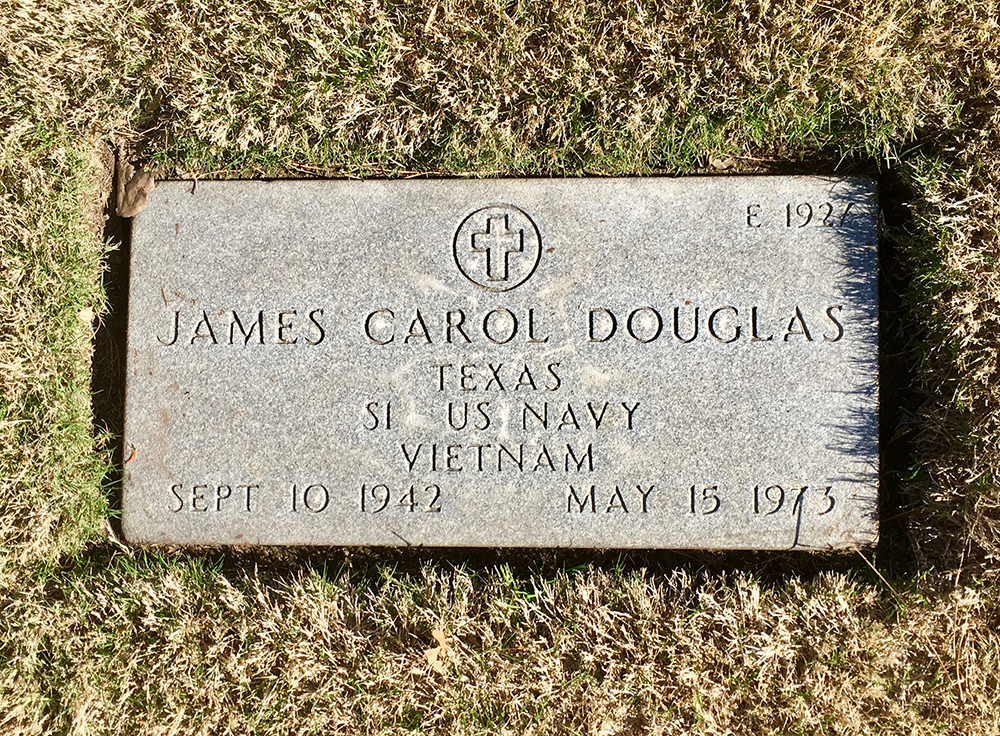 E 1927
JAMES CAROL DOUGLAS
TEXAS
S1 US NAVY
VIETNAM
SEPT 10 1942 MAY 15 1973